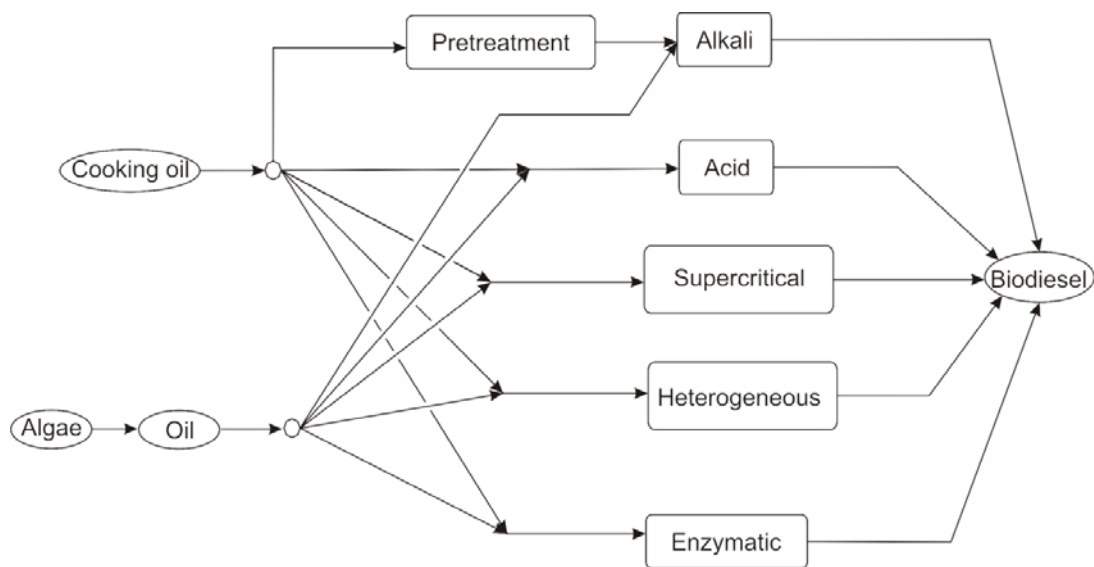 Pretreatment
Alkali
Cooking oil
Acid
Supercritical
Biodiesel
Heterogeneous
Algae
Oil
Enzymatic